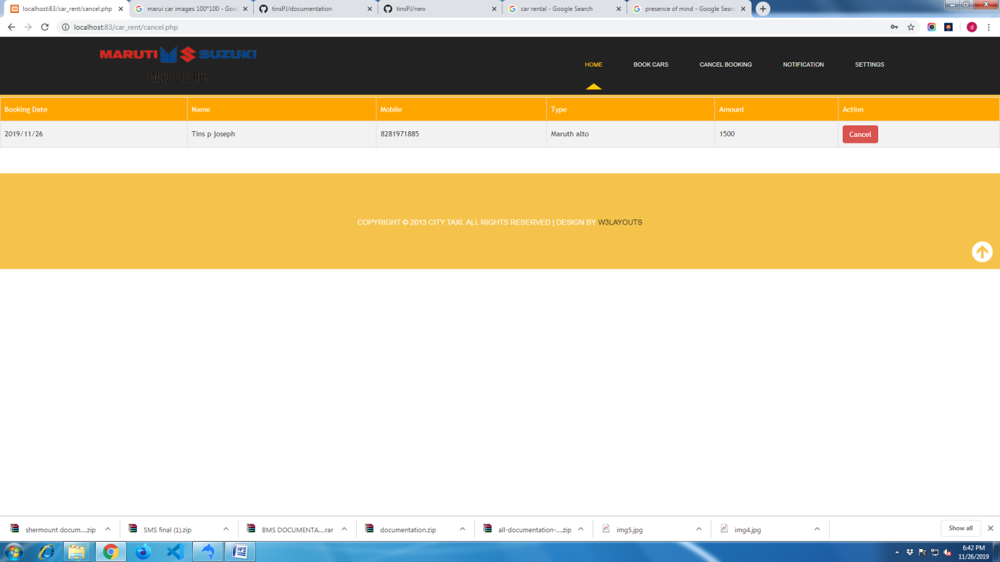 localhost:83/car_rent/cancel.php
marui car images 100*100 - Goo
tinsPJ/documentation
tinsPJ/new
car rental - Google Search
presence of mind - Google Searc
localhost:83/car_rent/cancel.php
d
MARUTI SUZUKI
Way of Life!
HOME
BOOK CARS
CANCEL BOOKING
NOTIFICATION
SETTINGS
Booking Date Name Mobile Type Amount Action
2019/11/26 Tins p joseph 8281971885 Maruth alto 1500 Cancel
COPYRIGHT © 2013 CITY TAXI. ALL RIGHTS RESERVED | DESIGN BY W3LAYOUTS
shermount docum....zip
SMS final (1).zip
BMS DOCUMENTA....rar
documentation.zip
all-documentation-....zip
img5.jpg
img4.jpg
Show all
6:42 PM
11/26/2019